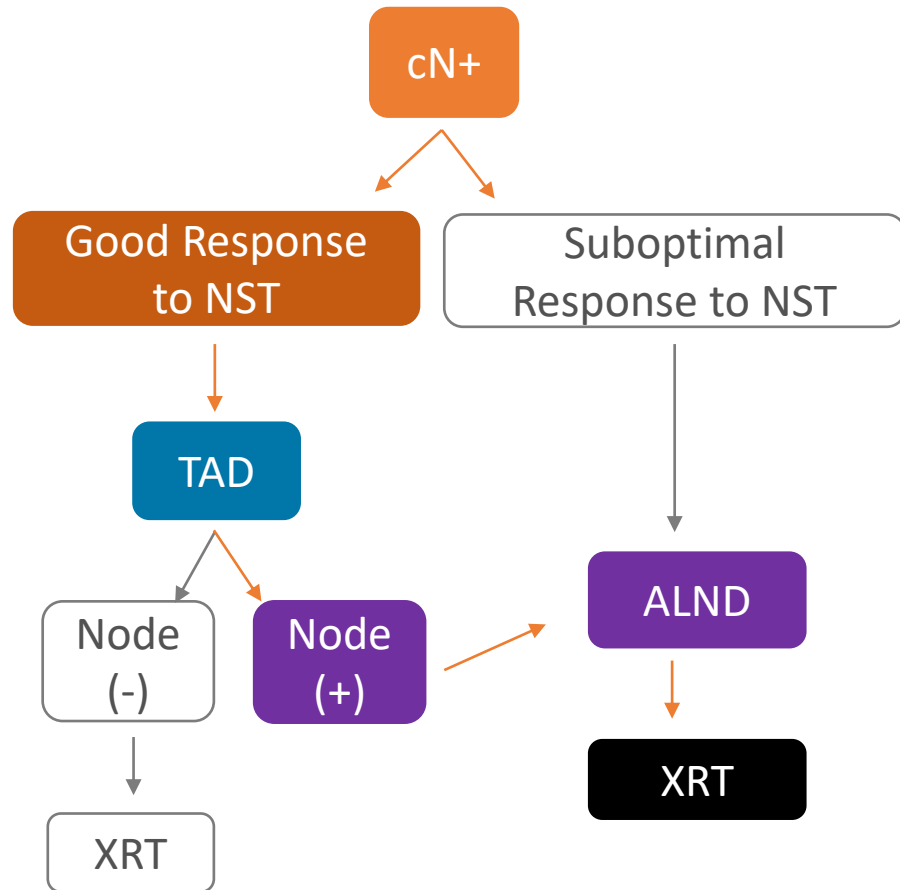 cN+
Good Response
to NST
Suboptimal
Response to NST
TAD
Node
(-)
Node
(+)
ALND
XRT
XRT